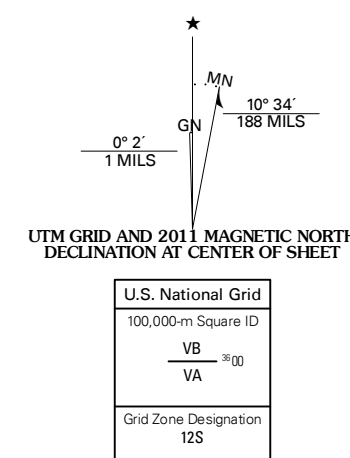 ★
MN
GN
0° 2´
1 MILS
10° 34´
188 MILS
UTM GRID AND 2011 MAGNETIC NORTH
DECLINATION AT CENTER OF SHEET
U.S. National Grid
100,000-m Square ID
VB
3600
VA
Grid Zone Designation
12S